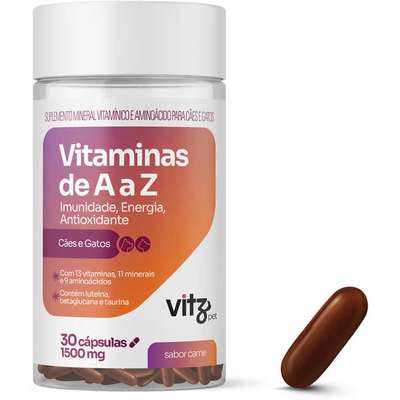 SUPLEMENTO MINERAL VITAMÍNICO E AMINOÁCIDO PARA CÃES E GATOS
Vitaminas
de A a Z
Imunidade, Energia,
Antioxidante
Cães e Gatos
• Com 13 vitaminas, 11 minerais
e 9 aminoácidos
• Contém luteína,
betaglucana e taurina
vitz
pet
30 cápsulas
1500 mg
sabor carne